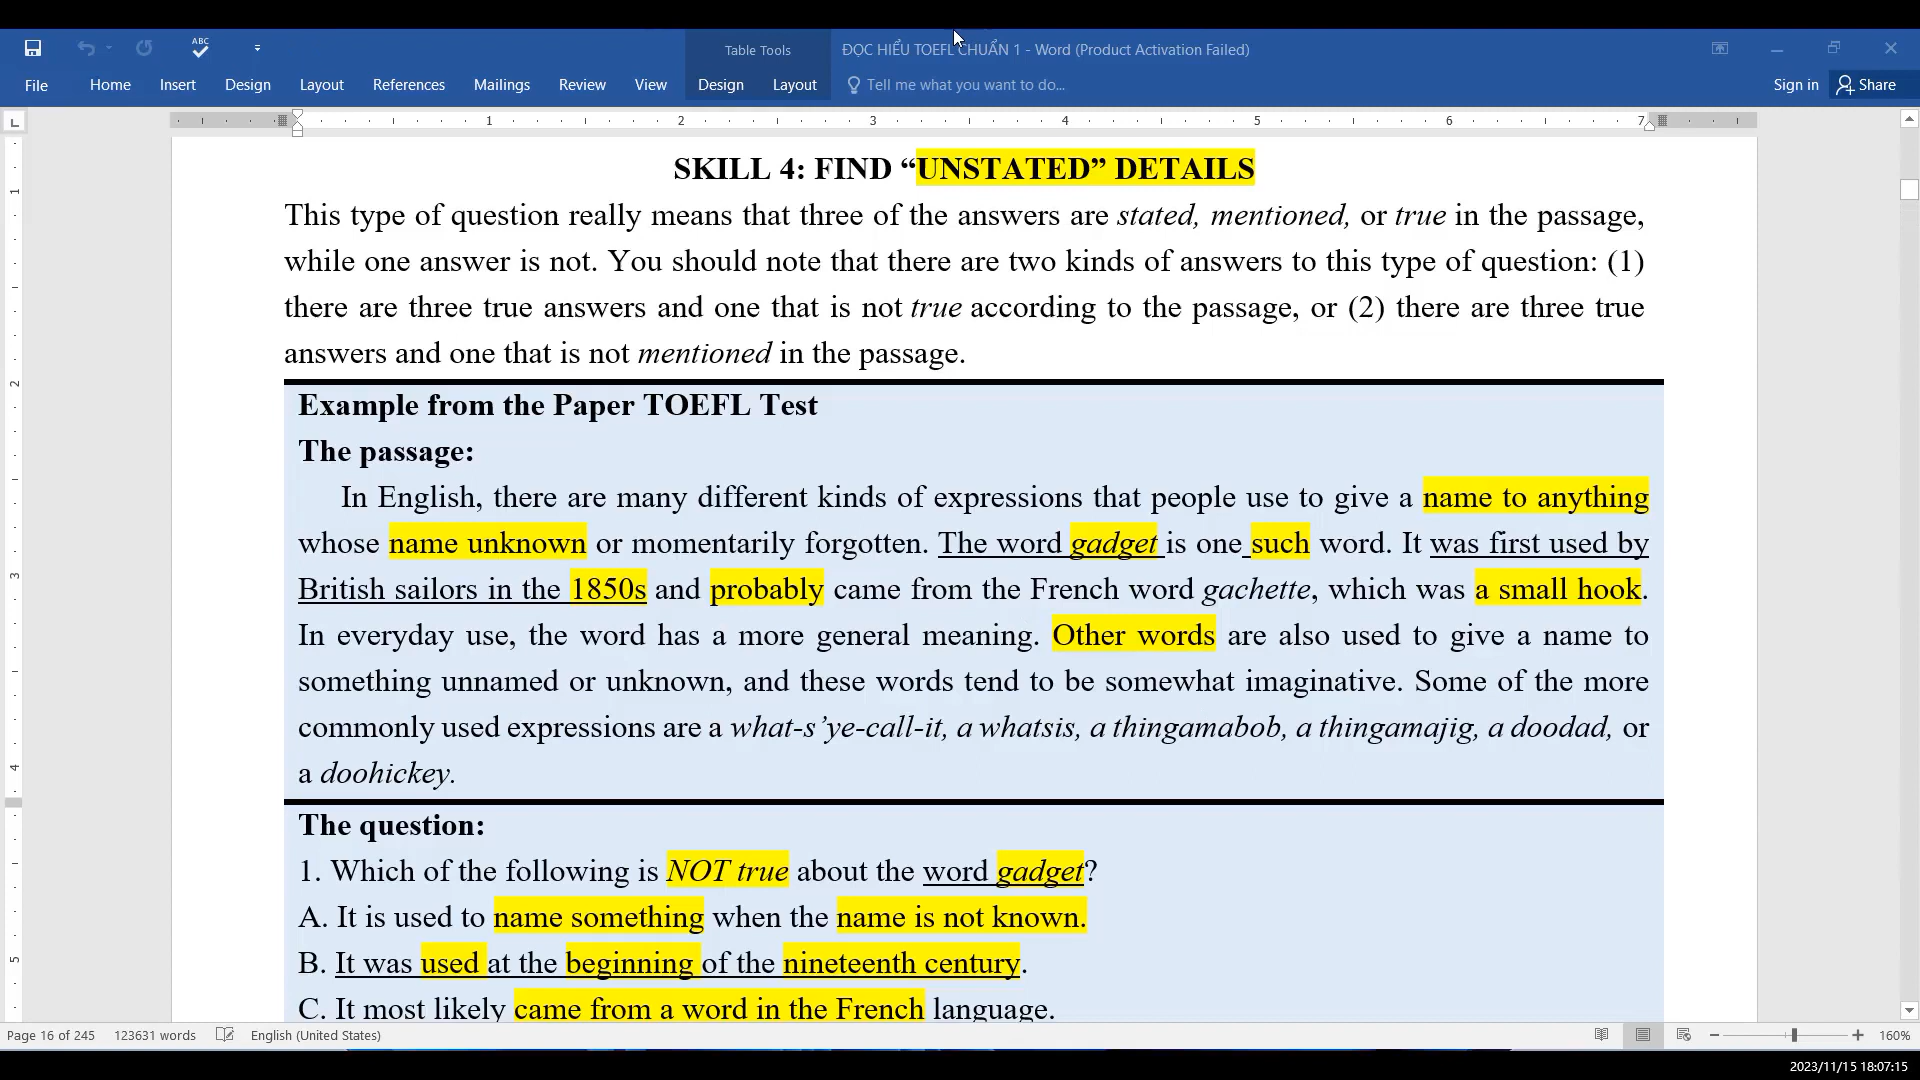 ABC
Table Tools
ĐỌC HIỂU TOEFL CHUẨN 1 - Word (Product Activation Failed)
File Home Insert Design Layout References Mailings Review View Design Layout Tell me what you want to do... Sign in Share
1 2 3 4 5 6 7
SKILL 4: FIND “UNSTATED” DETAILS
This type of question really means that three of the answers are stated, mentioned, or true in the passage,
while one answer is not. You should note that there are two kinds of answers to this type of question: (1)
there are three true answers and one that is not true according to the passage, or (2) there are three true
answers and one that is not mentioned in the passage.
Example from the Paper TOEFL Test
The passage:
In English, there are many different kinds of expressions that people use to give a name to anything
whose name unknown or momentarily forgotten. The word gadget is one such word. It was first used by
British sailors in the 1850s and probably came from the French word gachette, which was a small hook.
In everyday use, the word has a more general meaning. Other words are also used to give a name to
something unnamed or unknown, and these words tend to be somewhat imaginative. Some of the more
commonly used expressions are a what-s’ye-call-it, a whatsis, a thingamabob, a thingamajig, a doodad, or
a doohickey.
The question:
1. Which of the following is NOT true about the word gadget?
A. It is used to name something when the name is not known.
B. It was used at the beginning of the nineteenth century.
C. It most likely came from a word in the French language.
1
2
3
4
5
Page 16 of 245 123631 words English (United States) 160%
2023/11/15 18:07:15